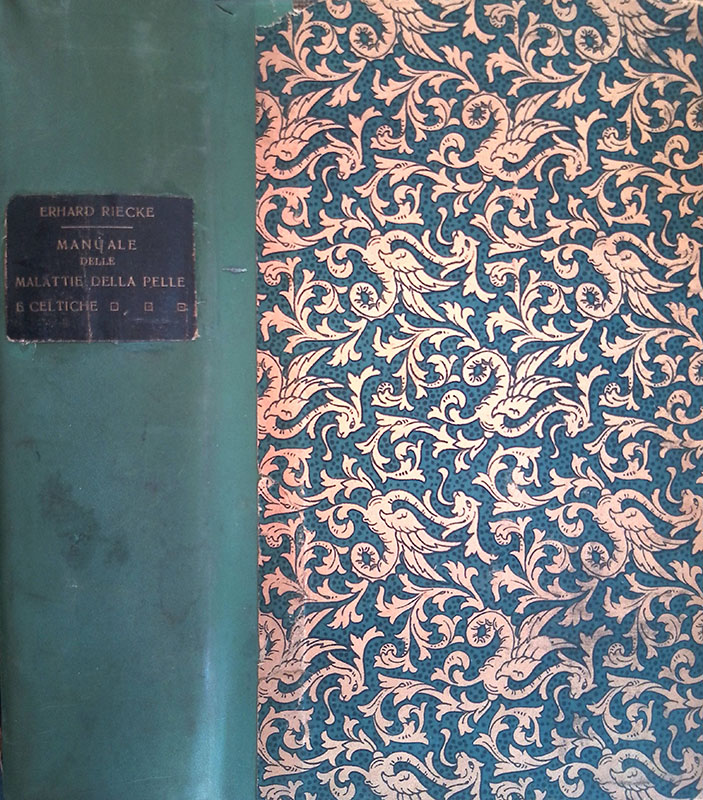 ERHARD RIECKE
MANUALE
DELLE
MALATTIE DELLA PELLE
E CELTICHE